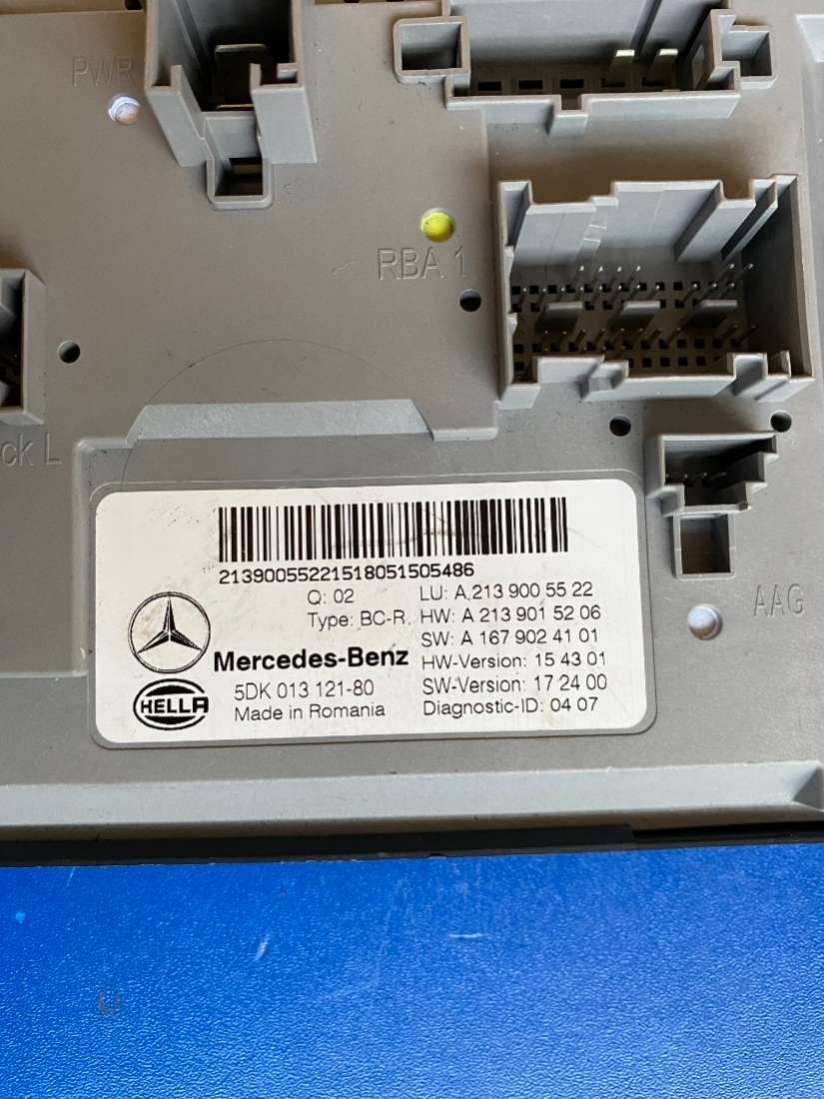 PWR
RBA 1
ck L
21390055221518051505486
Q: 02
LU: A 213 900 55 22
Type: BC-R.
HW: A 213 901 52 06
SW: A 167 902 41 01
Mercedes-Benz
HW-Version: 15 43 01
5DK 013 121-80
SW-Version: 17 24 00
HELLA
Made in Romania
Diagnostic-ID: 04 07
AAG